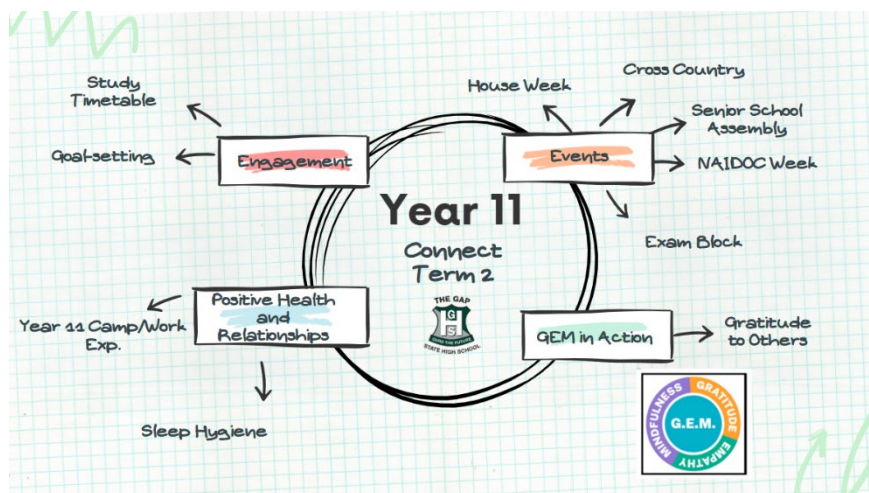 Study
Timetable
Goal-setting
Engagement
House Week
Cross Country
Senior School
Assembly
Events
NAIDOC Week
Exam Block
Year 11
Connect
Term 2
THE GAP
STATE HIGH SCHOOL
Positive Health
and
Relationships
Year 11 Camp/Work
Exp.
Sleep Hygiene
GEM in Action
Gratitude
to Others
MINDFULNESS
GRATITUDE
EMPATHY
G.E.M.